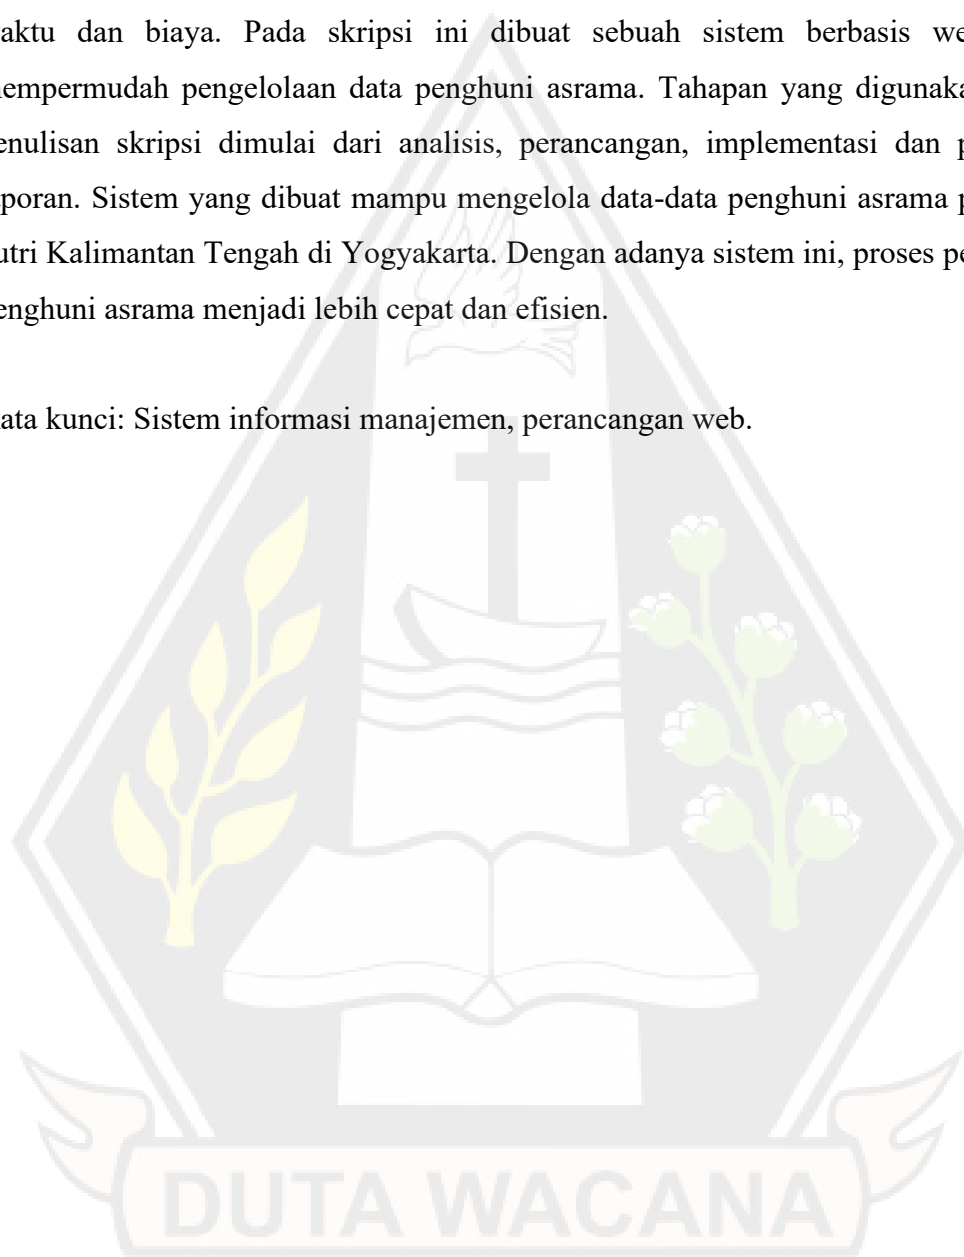 aktu dan biaya. Pada skripsi ini dibuat sebuah sistem berbasis we
empermudah pengelolaan data penghuni asrama. Tahapan yang digunaka
enulisan skripsi dimulai dari analisis, perancangan, implementasi dan p
poran. Sistem yang dibuat mampu mengelola data-data penghuni asrama p
utri Kalimantan Tengah di Yogyakarta. Dengan adanya sistem ini, proses pe
enghuni asrama menjadi lebih cepat dan efisien.
ata kunci: Sistem informasi manajemen, perancangan web.
DUTA WACANA